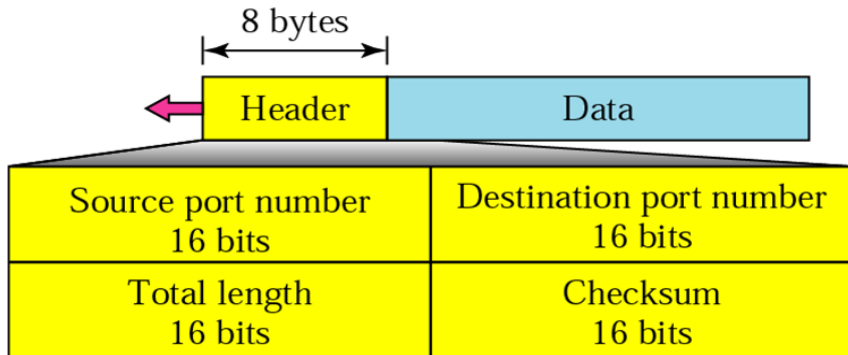 8 bytes
Header
Data
Source port number
16 bits
Destination port number
16 bits
Total length
16 bits
Checksum
16 bits